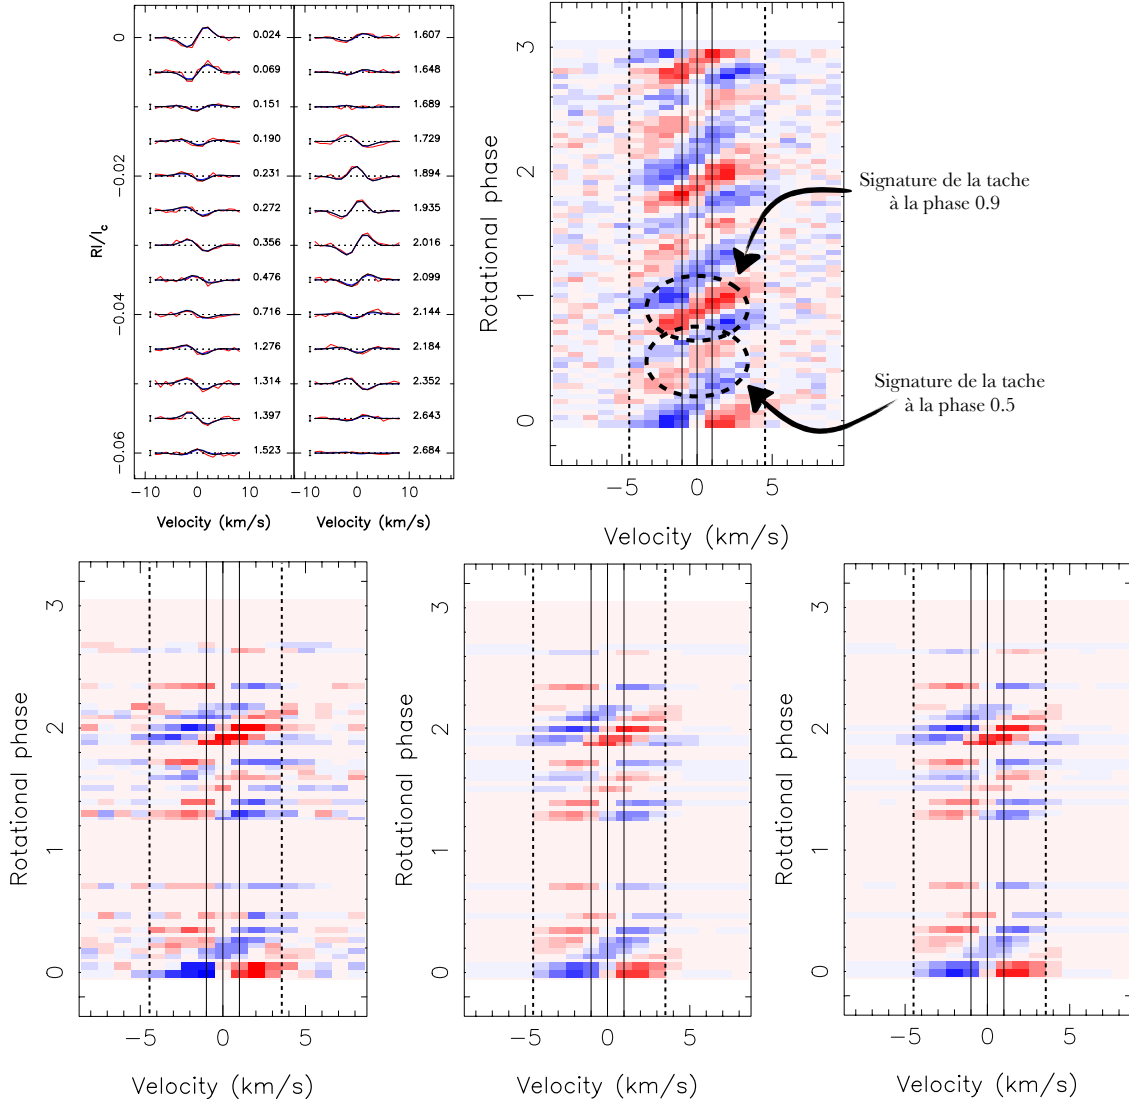 0
−0.02
−0.04
−0.06
RI/I_c
0.024
0.069
0.151
0.190
0.231
0.272
0.356
0.476
0.716
1.276
1.314
1.397
1.523
1.607
1.648
1.689
1.729
1.894
1.935
2.016
2.099
2.144
2.184
2.352
2.643
2.684
−10 0 10
−10 0 10
Velocity (km/s)
Velocity (km/s)
Rotational phase
3
2
1
0
−5 0 5
Velocity (km/s)
Signature de la tache
à la phase 0.9
Signature de la tache
à la phase 0.5
Rotational phase
3
2
1
0
−5 0 5
Velocity (km/s)
Rotational phase
3
2
1
0
−5 0 5
Velocity (km/s)
Rotational phase
3
2
1
0
−5 0 5
Velocity (km/s)